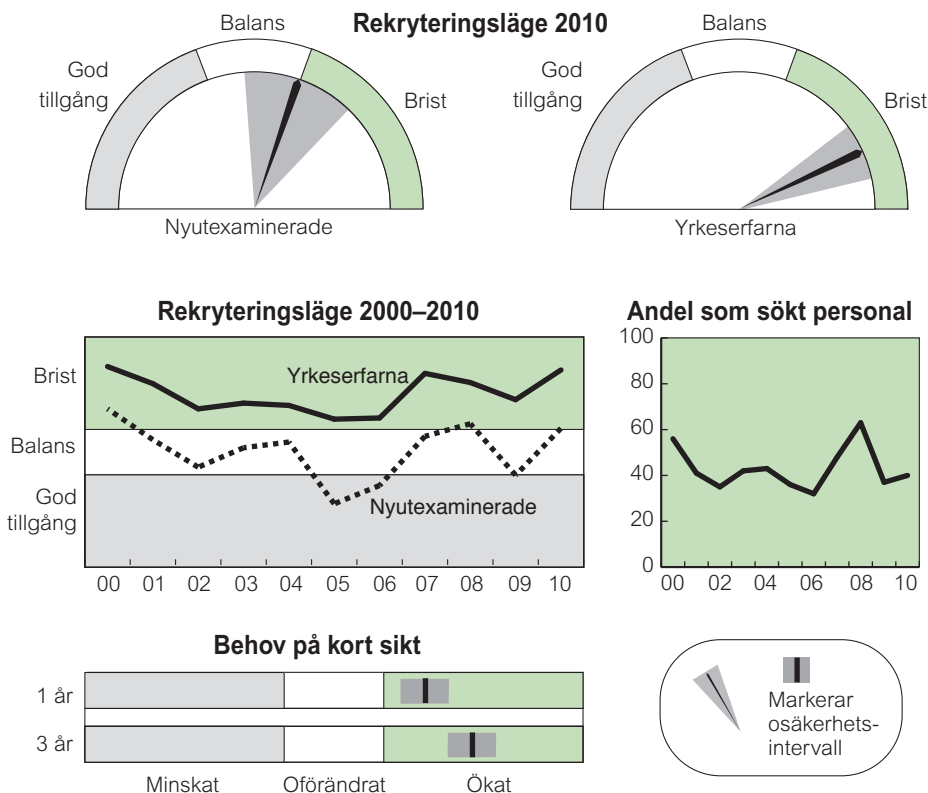 Rekryteringsläge 2010
Balans
God
tillgång
Brist
Nyutexaminerade
Balans
God
tillgång
Brist
Yrkeserfarna
Rekryteringsläge 2000–2010
Brist
Balans
God
tillgång
Yrkeserfarna
Nyutexaminerade
00 01 02 03 04 05 06 07 08 09 10
Andel som sökt personal
100
80
60
40
20
0
00 02 04 06 08 10
Behov på kort sikt
1 år
3 år
Minskat Oförändrat Ökat
Markerar
osäkerhets-
intervall